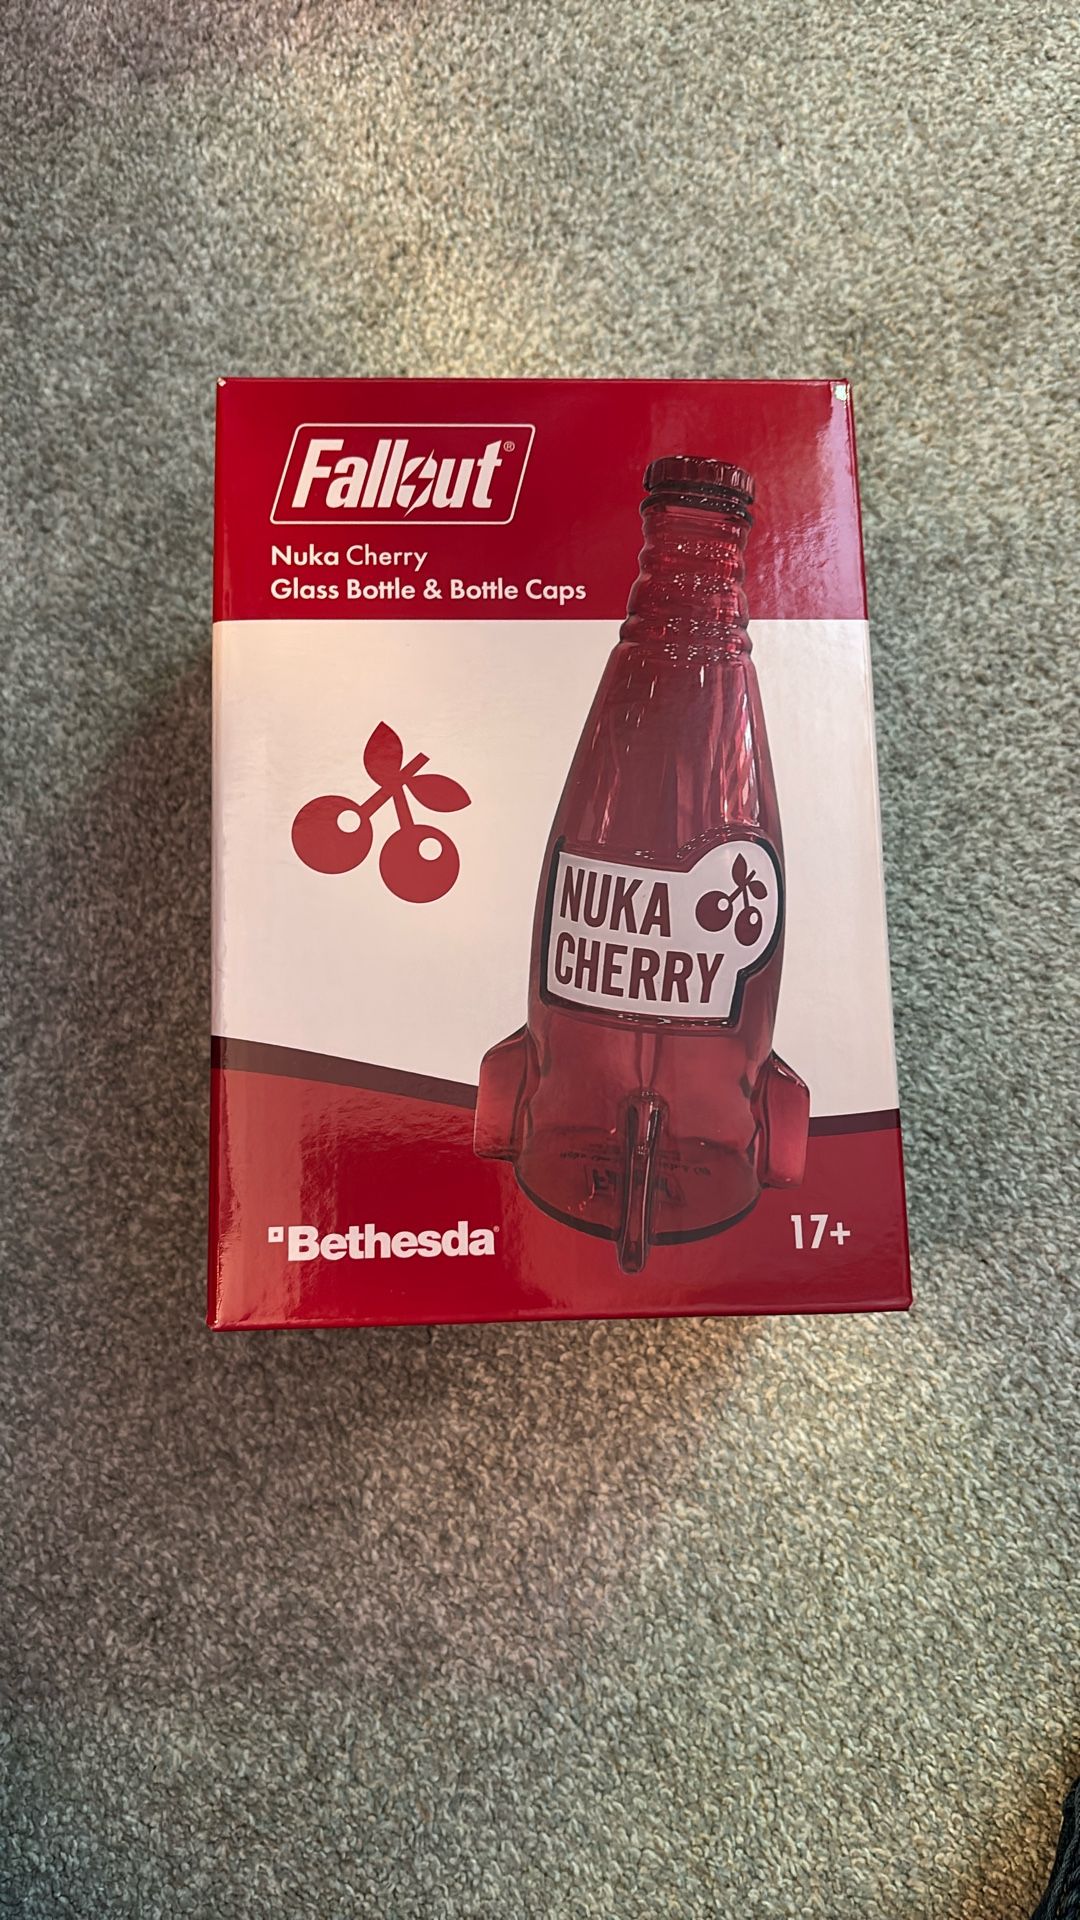 Fallout®
Nuka Cherry
Glass Bottle & Bottle Caps
NUKA
CHERRY
Bethesda®
17+